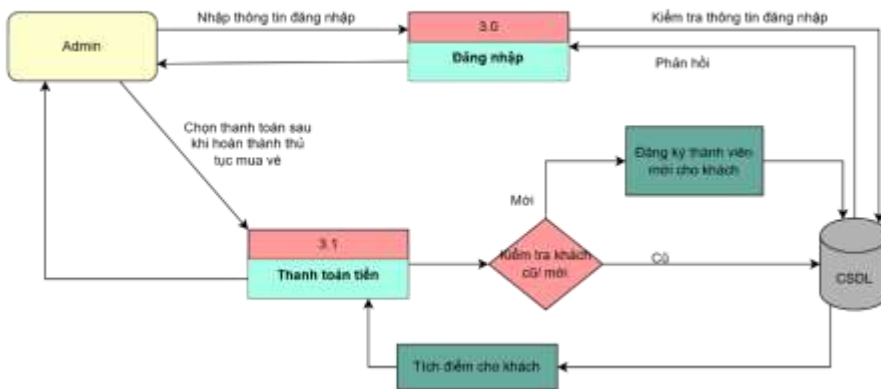 Nhập thông tin đăng nhập
3.0
Kiểm tra thông tin đăng nhập
Admin
Đăng nhập
Phản hồi
Chọn thanh toán sau
khi hoàn thành thủ
tục mua vé
Đăng ký thành viên
mới cho khách
Mới
3.1
Thanh toán tiền
Kiểm tra khách
cũ/ mới
Cũ
CSDL
Tích điểm cho khách